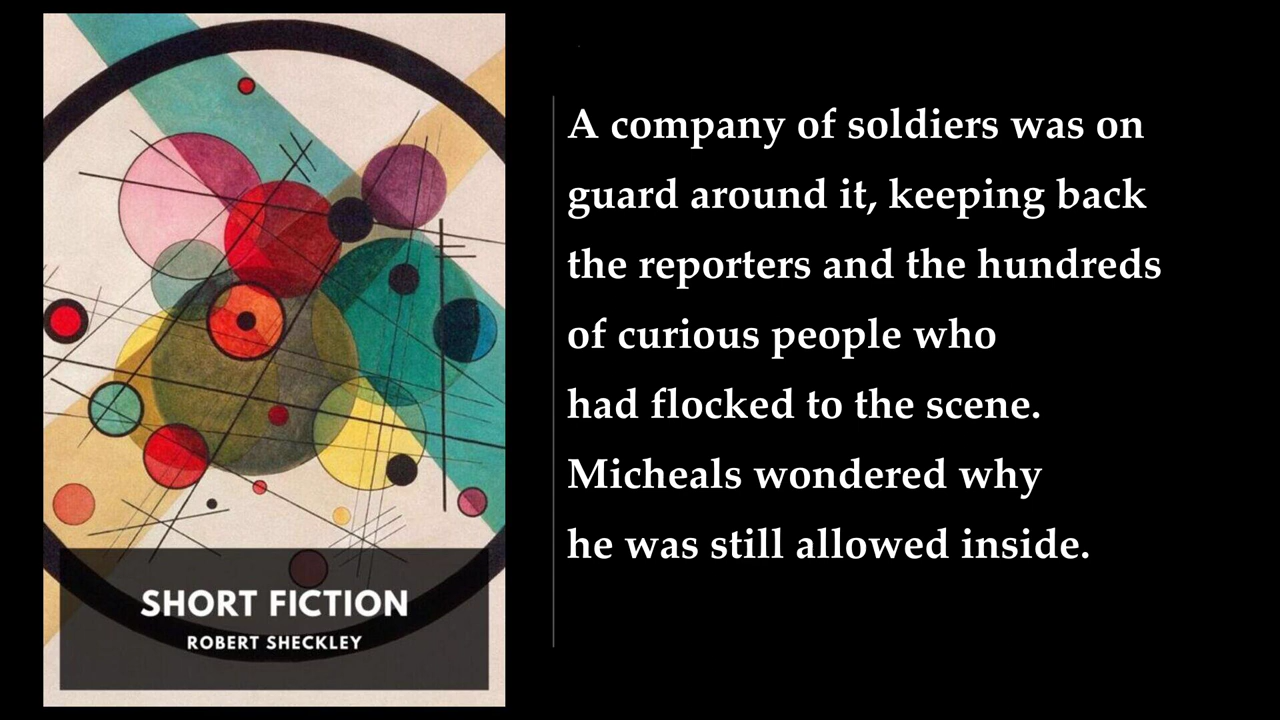 SHORT FICTION
ROBERT SHECKLEY
A company of soldiers was on
guard around it, keeping back
the reporters and the hundreds
of curious people who
had flocked to the scene.
Micheals wondered why
he was still allowed inside.